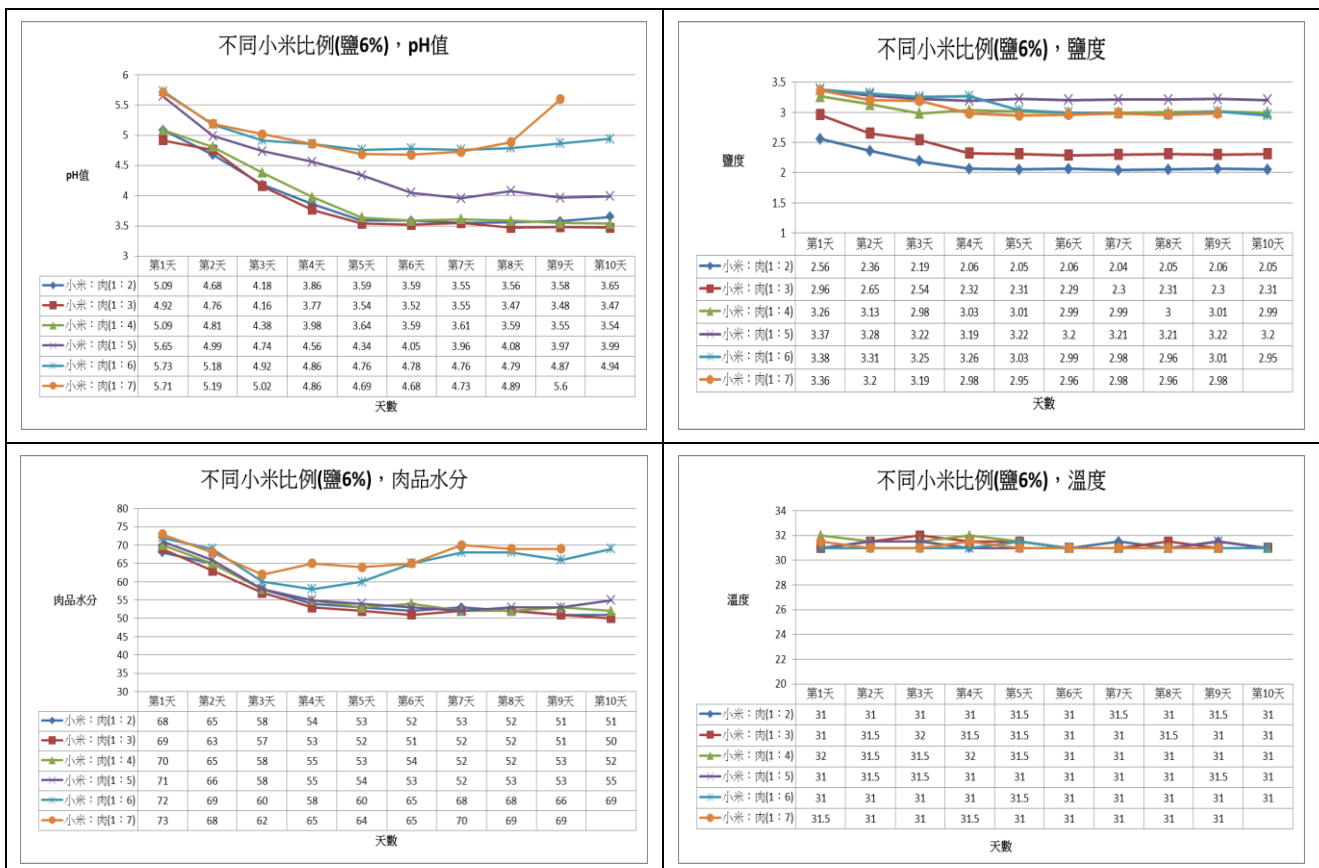 不同小米比例(鹽6%)，pH值
6
5.5
5
4.5
4
3.5
3
pH值
第1天 第2天 第3天 第4天 第5天 第6天 第7天 第8天 第9天 第10天
小米：肉(1：2) 5.09 4.68 4.18 3.86 3.59 3.59 3.55 3.56 3.58 3.65
小米：肉(1：3) 4.92 4.76 4.16 3.77 3.54 3.52 3.55 3.47 3.48 3.47
小米：肉(1：4) 5.09 4.81 4.38 3.98 3.64 3.59 3.61 3.59 3.55 3.54
小米：肉(1：5) 5.65 4.99 4.74 4.56 4.34 4.05 3.96 4.08 3.97 3.99
小米：肉(1：6) 5.73 5.18 4.92 4.86 4.76 4.78 4.76 4.79 4.87 4.94
小米：肉(1：7) 5.71 5.19 5.02 4.86 4.69 4.68 4.73 4.89 5.6
天數
不同小米比例(鹽6%)，鹽度
3.5
3
2.5
2
1.5
1
鹽度
第1天 第2天 第3天 第4天 第5天 第6天 第7天 第8天 第9天 第10天
小米：肉(1：2) 2.56 2.36 2.19 2.06 2.05 2.06 2.04 2.05 2.06 2.05
小米：肉(1：3) 2.96 2.65 2.54 2.32 2.31 2.29 2.3 2.31 2.3 2.31
小米：肉(1：4) 3.26 3.13 2.98 3.03 3.01 2.99 2.99 3 3.01 2.99
小米：肉(1：5) 3.37 3.28 3.22 3.19 3.22 3.2 3.21 3.21 3.22 3.2
小米：肉(1：6) 3.38 3.31 3.25 3.26 3.03 2.99 2.98 2.96 3.01 2.95
小米：肉(1：7) 3.36 3.2 3.19 2.98 2.95 2.96 2.98 2.96 2.98
天數
不同小米比例(鹽6%)，肉品水分
80
75
70
65
60
55
50
45
40
35
30
肉品水分
第1天 第2天 第3天 第4天 第5天 第6天 第7天 第8天 第9天 第10天
小米：肉(1：2) 68 65 58 54 53 52 53 52 51 51
小米：肉(1：3) 69 63 57 53 52 51 52 52 51 50
小米：肉(1：4) 70 65 58 55 53 54 52 52 53 52
小米：肉(1：5) 71 66 58 55 54 53 52 53 53 55
小米：肉(1：6) 72 69 60 58 60 65 68 68 66 69
小米：肉(1：7) 73 68 62 65 64 65 70 69 69
天數
不同小米比例(鹽6%)，溫度
34
32
30
28
26
24
22
20
溫度
第1天 第2天 第3天 第4天 第5天 第6天 第7天 第8天 第9天 第10天
小米：肉(1：2) 31 31 31 31 31.5 31 31.5 31 31.5 31
小米：肉(1：3) 31 31.5 32 31.5 31.5 31 31 31.5 31 31
小米：肉(1：4) 32 31.5 31.5 32 31.5 31 31 31 31 31
小米：肉(1：5) 31 31.5 31.5 31 31 31 31 31 31.5 31
小米：肉(1：6) 31 31 31 31 31.5 31 31 31 31 31
小米：肉(1：7) 31.5 31 31 31.5 31 31 31 31 31
天數